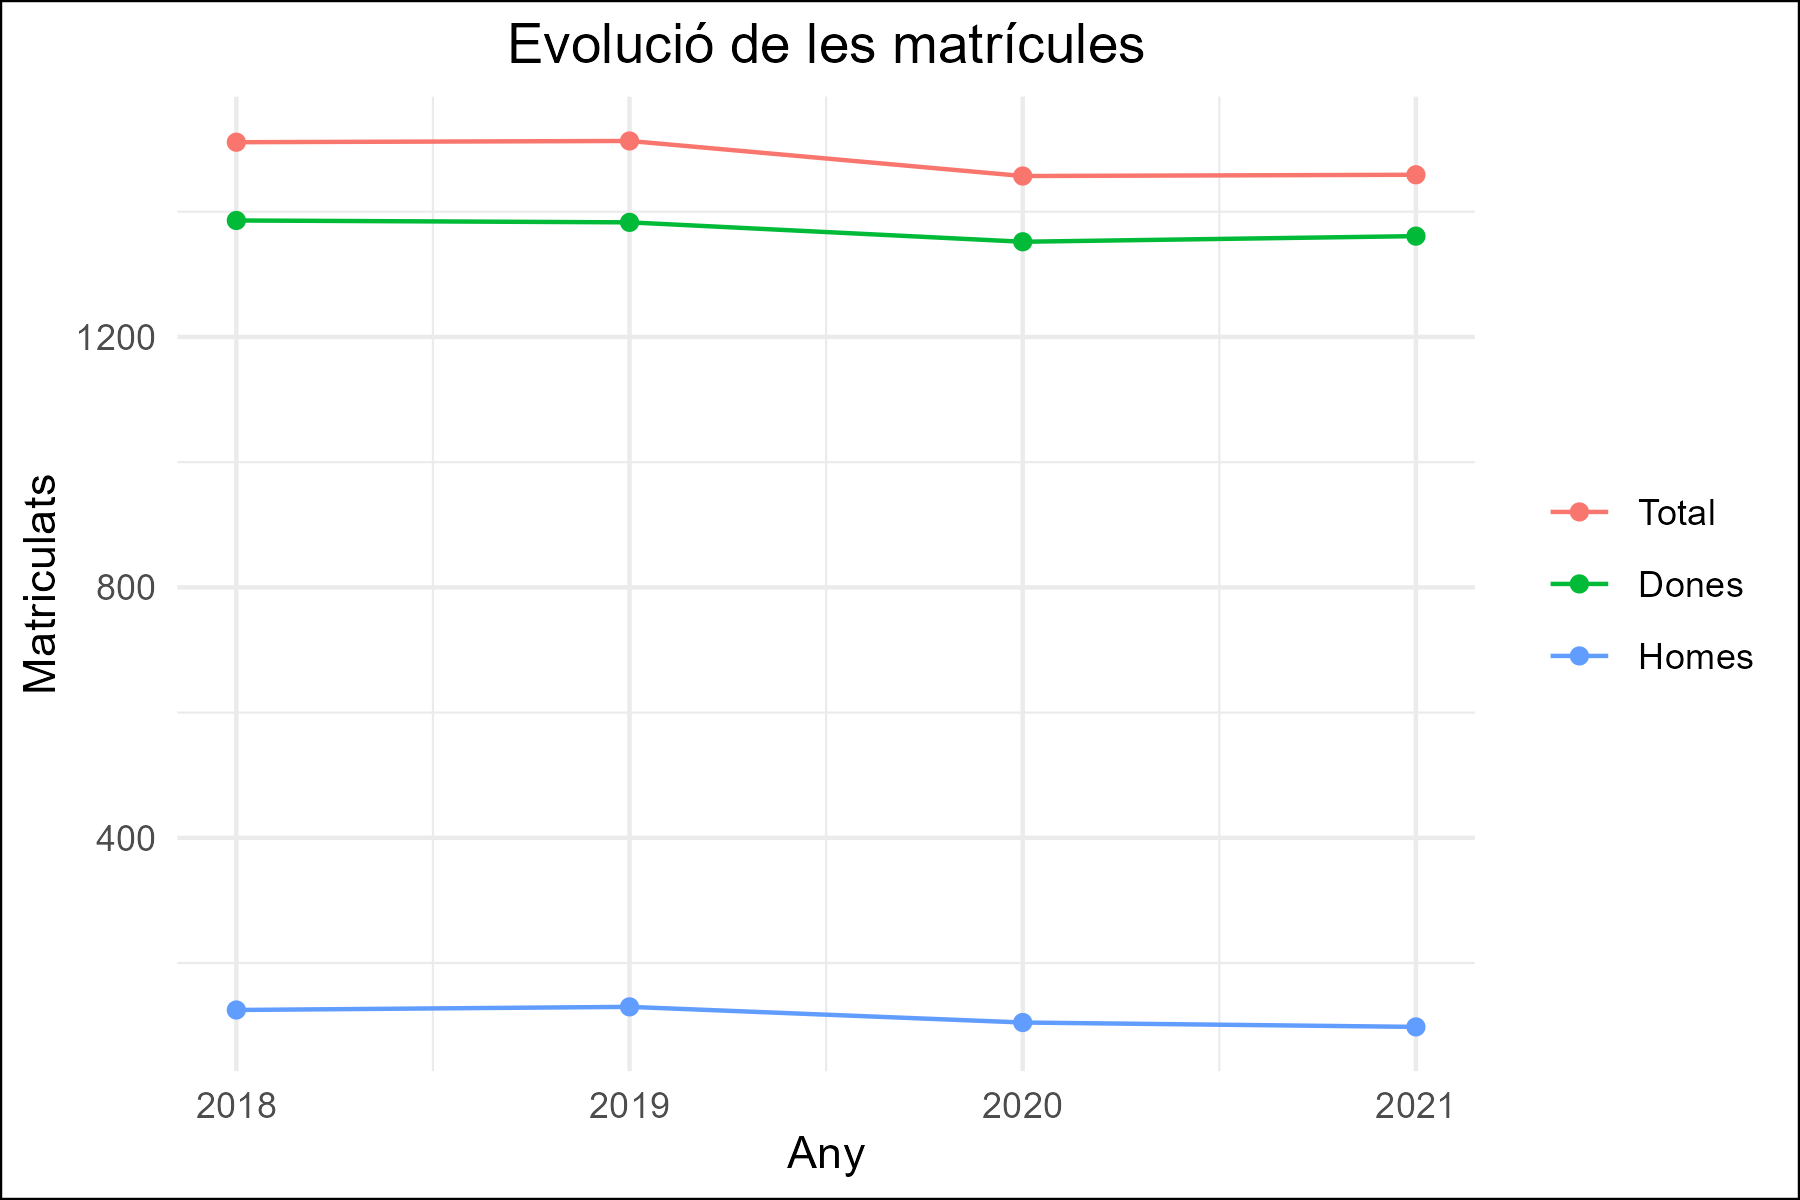 Evolució de les matrícules
Matriculats
1200
800
400
2018
2019
2020
2021
Any
Total
Dones
Homes